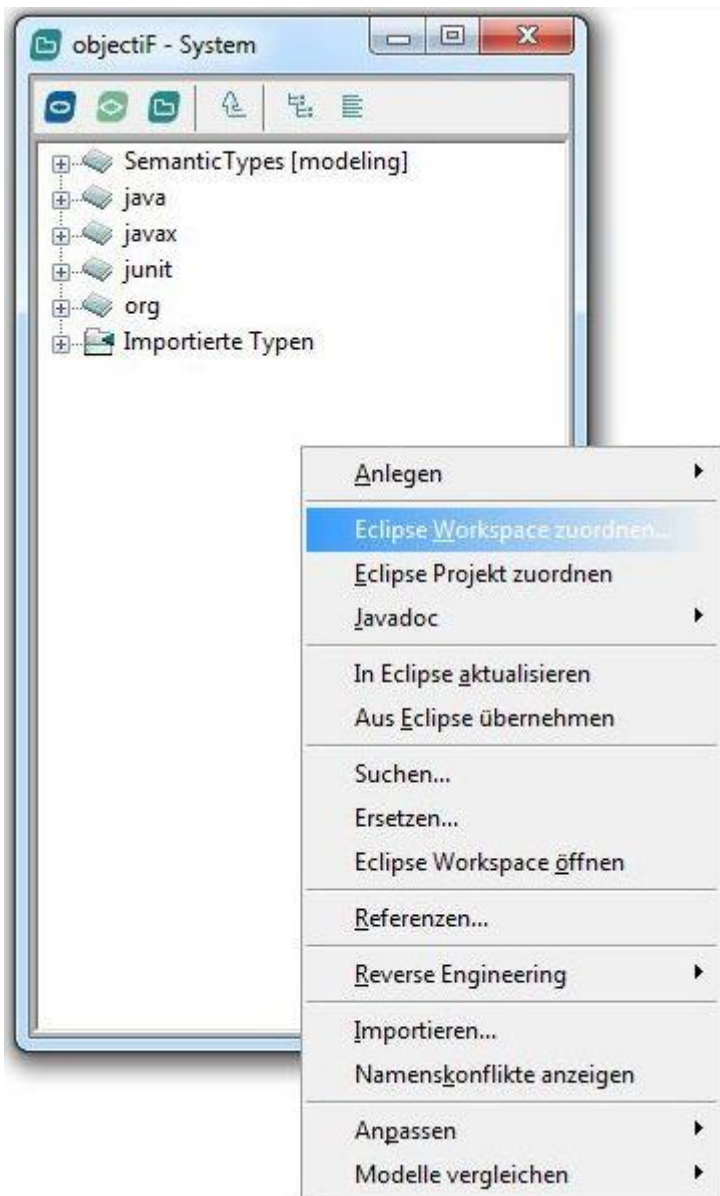 objectiF - System
SemanticTypes [modeling]
java
javax
junit
org
Importierte Typen
Anlegen
Eclipse Workspace zuordnen...
Eclipse Projekt zuordnen
Javadoc
In Eclipse aktualisieren
Aus Eclipse übernehmen
Suchen...
Ersetzen...
Eclipse Workspace öffnen
Referenzen...
Reverse Engineering
Importieren...
Namenskonflikte anzeigen
Anpassen
Modelle vergleichen